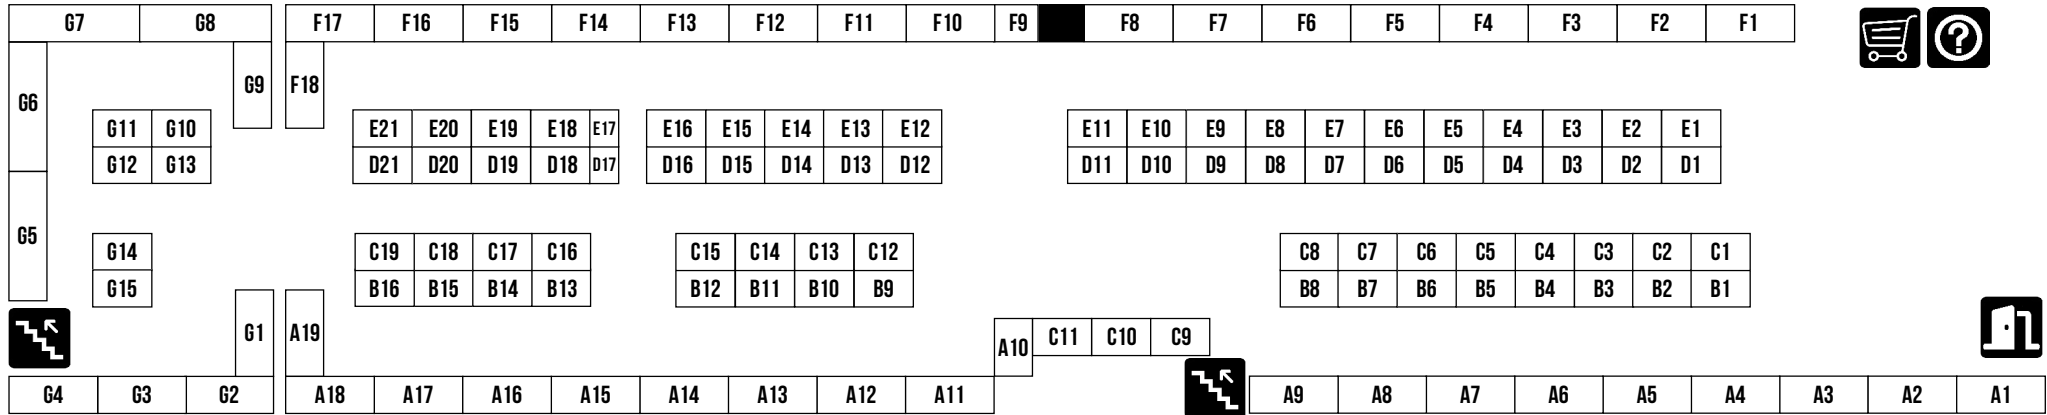 G7 G8 F17 F16 F15 F14 F13 F12 F11 F10 F9 F8 F7 F6 F5 F4 F3 F2 F1
?
G6 G9 F18
G11 G10 E21 E20 E19 E18 E17 E16 E15 E14 E13 E12 E11 E10 E9 E8 E7 E6 E5 E4 E3 E2 E1
G12 G13 D21 D20 D19 D18 D17 D16 D15 D14 D13 D12 D11 D10 D9 D8 D7 D6 D5 D4 D3 D2 D1
G5
G14 C19 C18 C17 C16 C15 C14 C13 C12 C8 C7 C6 C5 C4 C3 C2 C1
G15 B16 B15 B14 B13 B12 B11 B10 B9 B8 B7 B6 B5 B4 B3 B2 B1
G1 A19 A10 C11 C10 C9
G4 G3 G2 A18 A17 A16 A15 A14 A13 A12 A11 A9 A8 A7 A6 A5 A4 A3 A2 A1